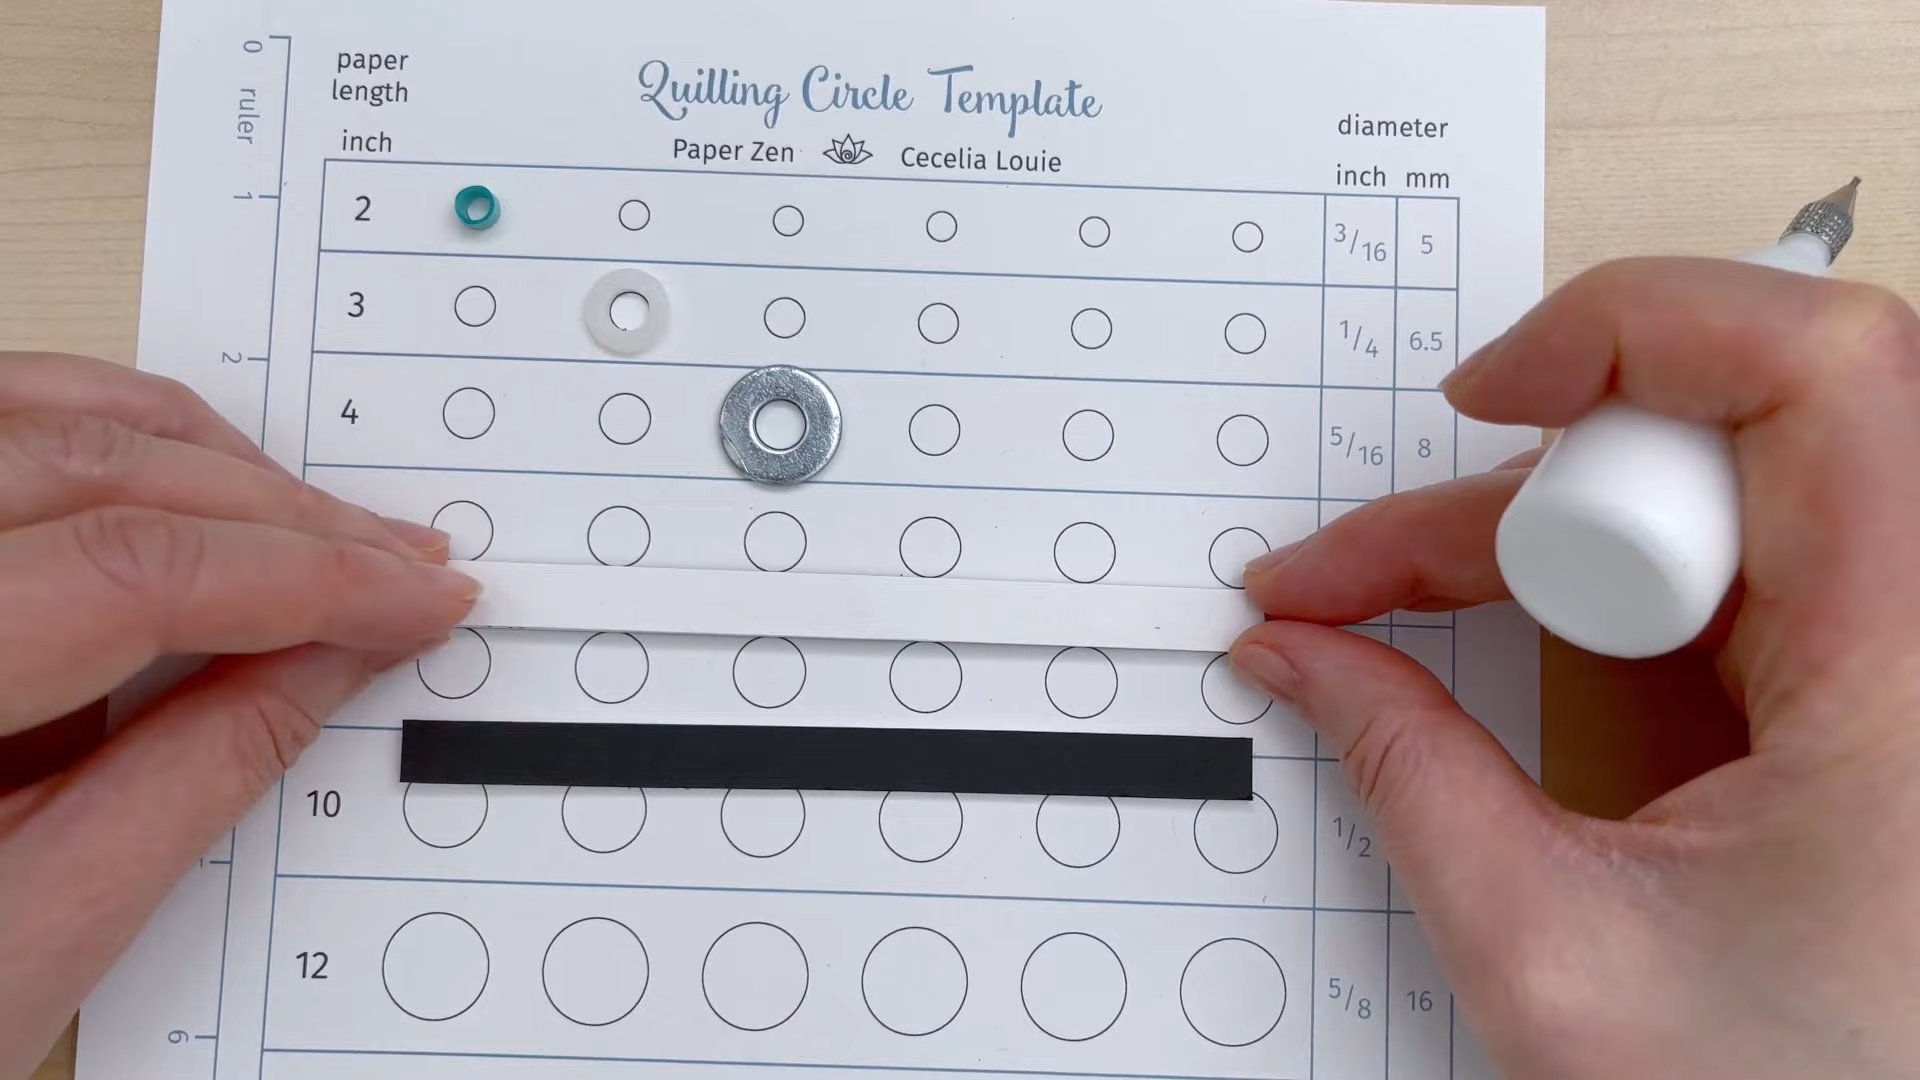 0
ruler
1
2
6
paper
length
inch
Quilling Circle Template
Paper Zen Cecelia Louie
diameter
inch mm
2 3/16 5
3 1/4 6.5
4 5/16 8
10 1/2
12 5/8 16